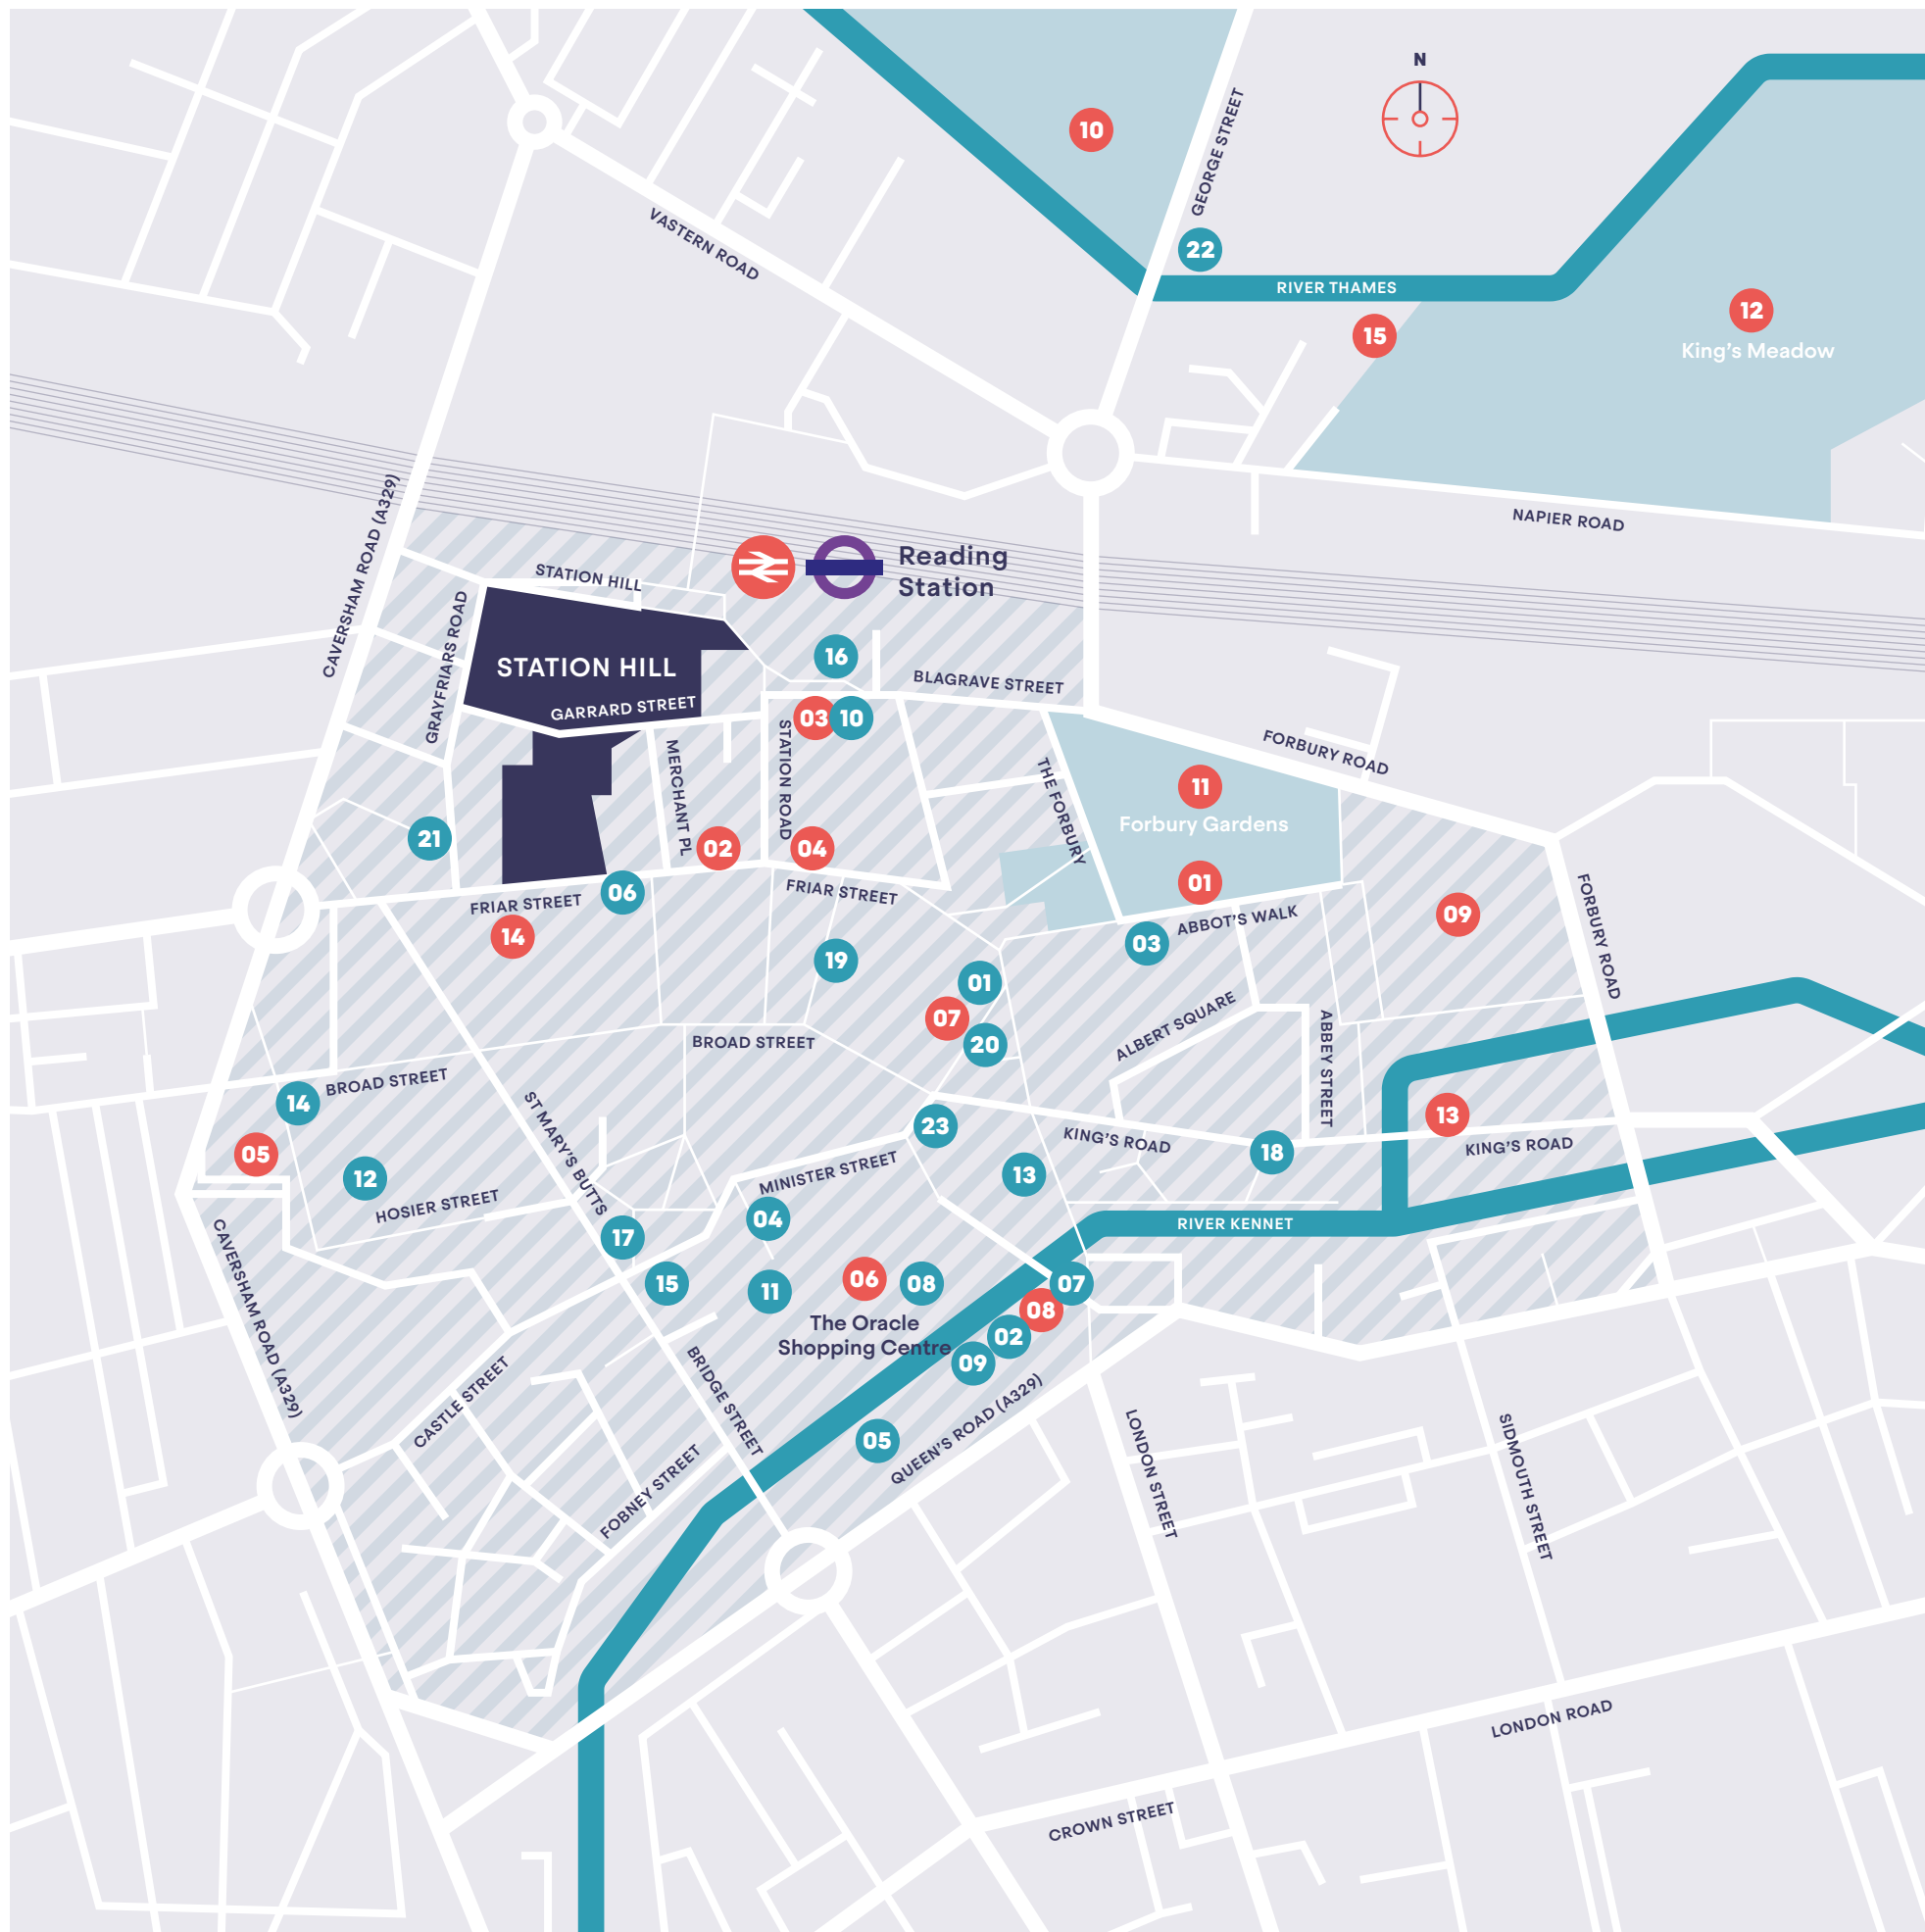 N
10
GEORGE STREET
VASTERN ROAD
22
RIVER THAMES
12
King's Meadow
15
CAVERSHAM ROAD (A329)
NAPIER ROAD
Reading
Station
STATION HILL
GRAYFRIARS ROAD
STATION HILL
16
BLAGRAVE STREET
GARRARD STREET
03
10
STATION ROAD
MERCHANT PL
THE FORBURY
FORBURY ROAD
11
Forbury Gardens
21
02
04
FRIAR STREET
06
FRIAR STREET
01
ABBOT'S WALK
09
FORBURY ROAD
14
03
19
01
07
20
ALBERT SQUARE
ABBEY STREET
BROAD STREET
BROAD STREET
14
ST MARY'S BUTTS
23
KING'S ROAD
13
KING'S ROAD
05
12
HOSIER STREET
MINISTER STREET
13
18
04
17
RIVER KENNET
CAVERSHAM ROAD (A329)
15
11
06
08
07
08
The Oracle
Shopping Centre
02
09
BRIDGE STREET
CASTLE STREET
QUEEN'S ROAD (A329)
05
FOBNEY STREET
LONDON STREET
SIDMOUTH STREET
LONDON ROAD
CROWN STREET